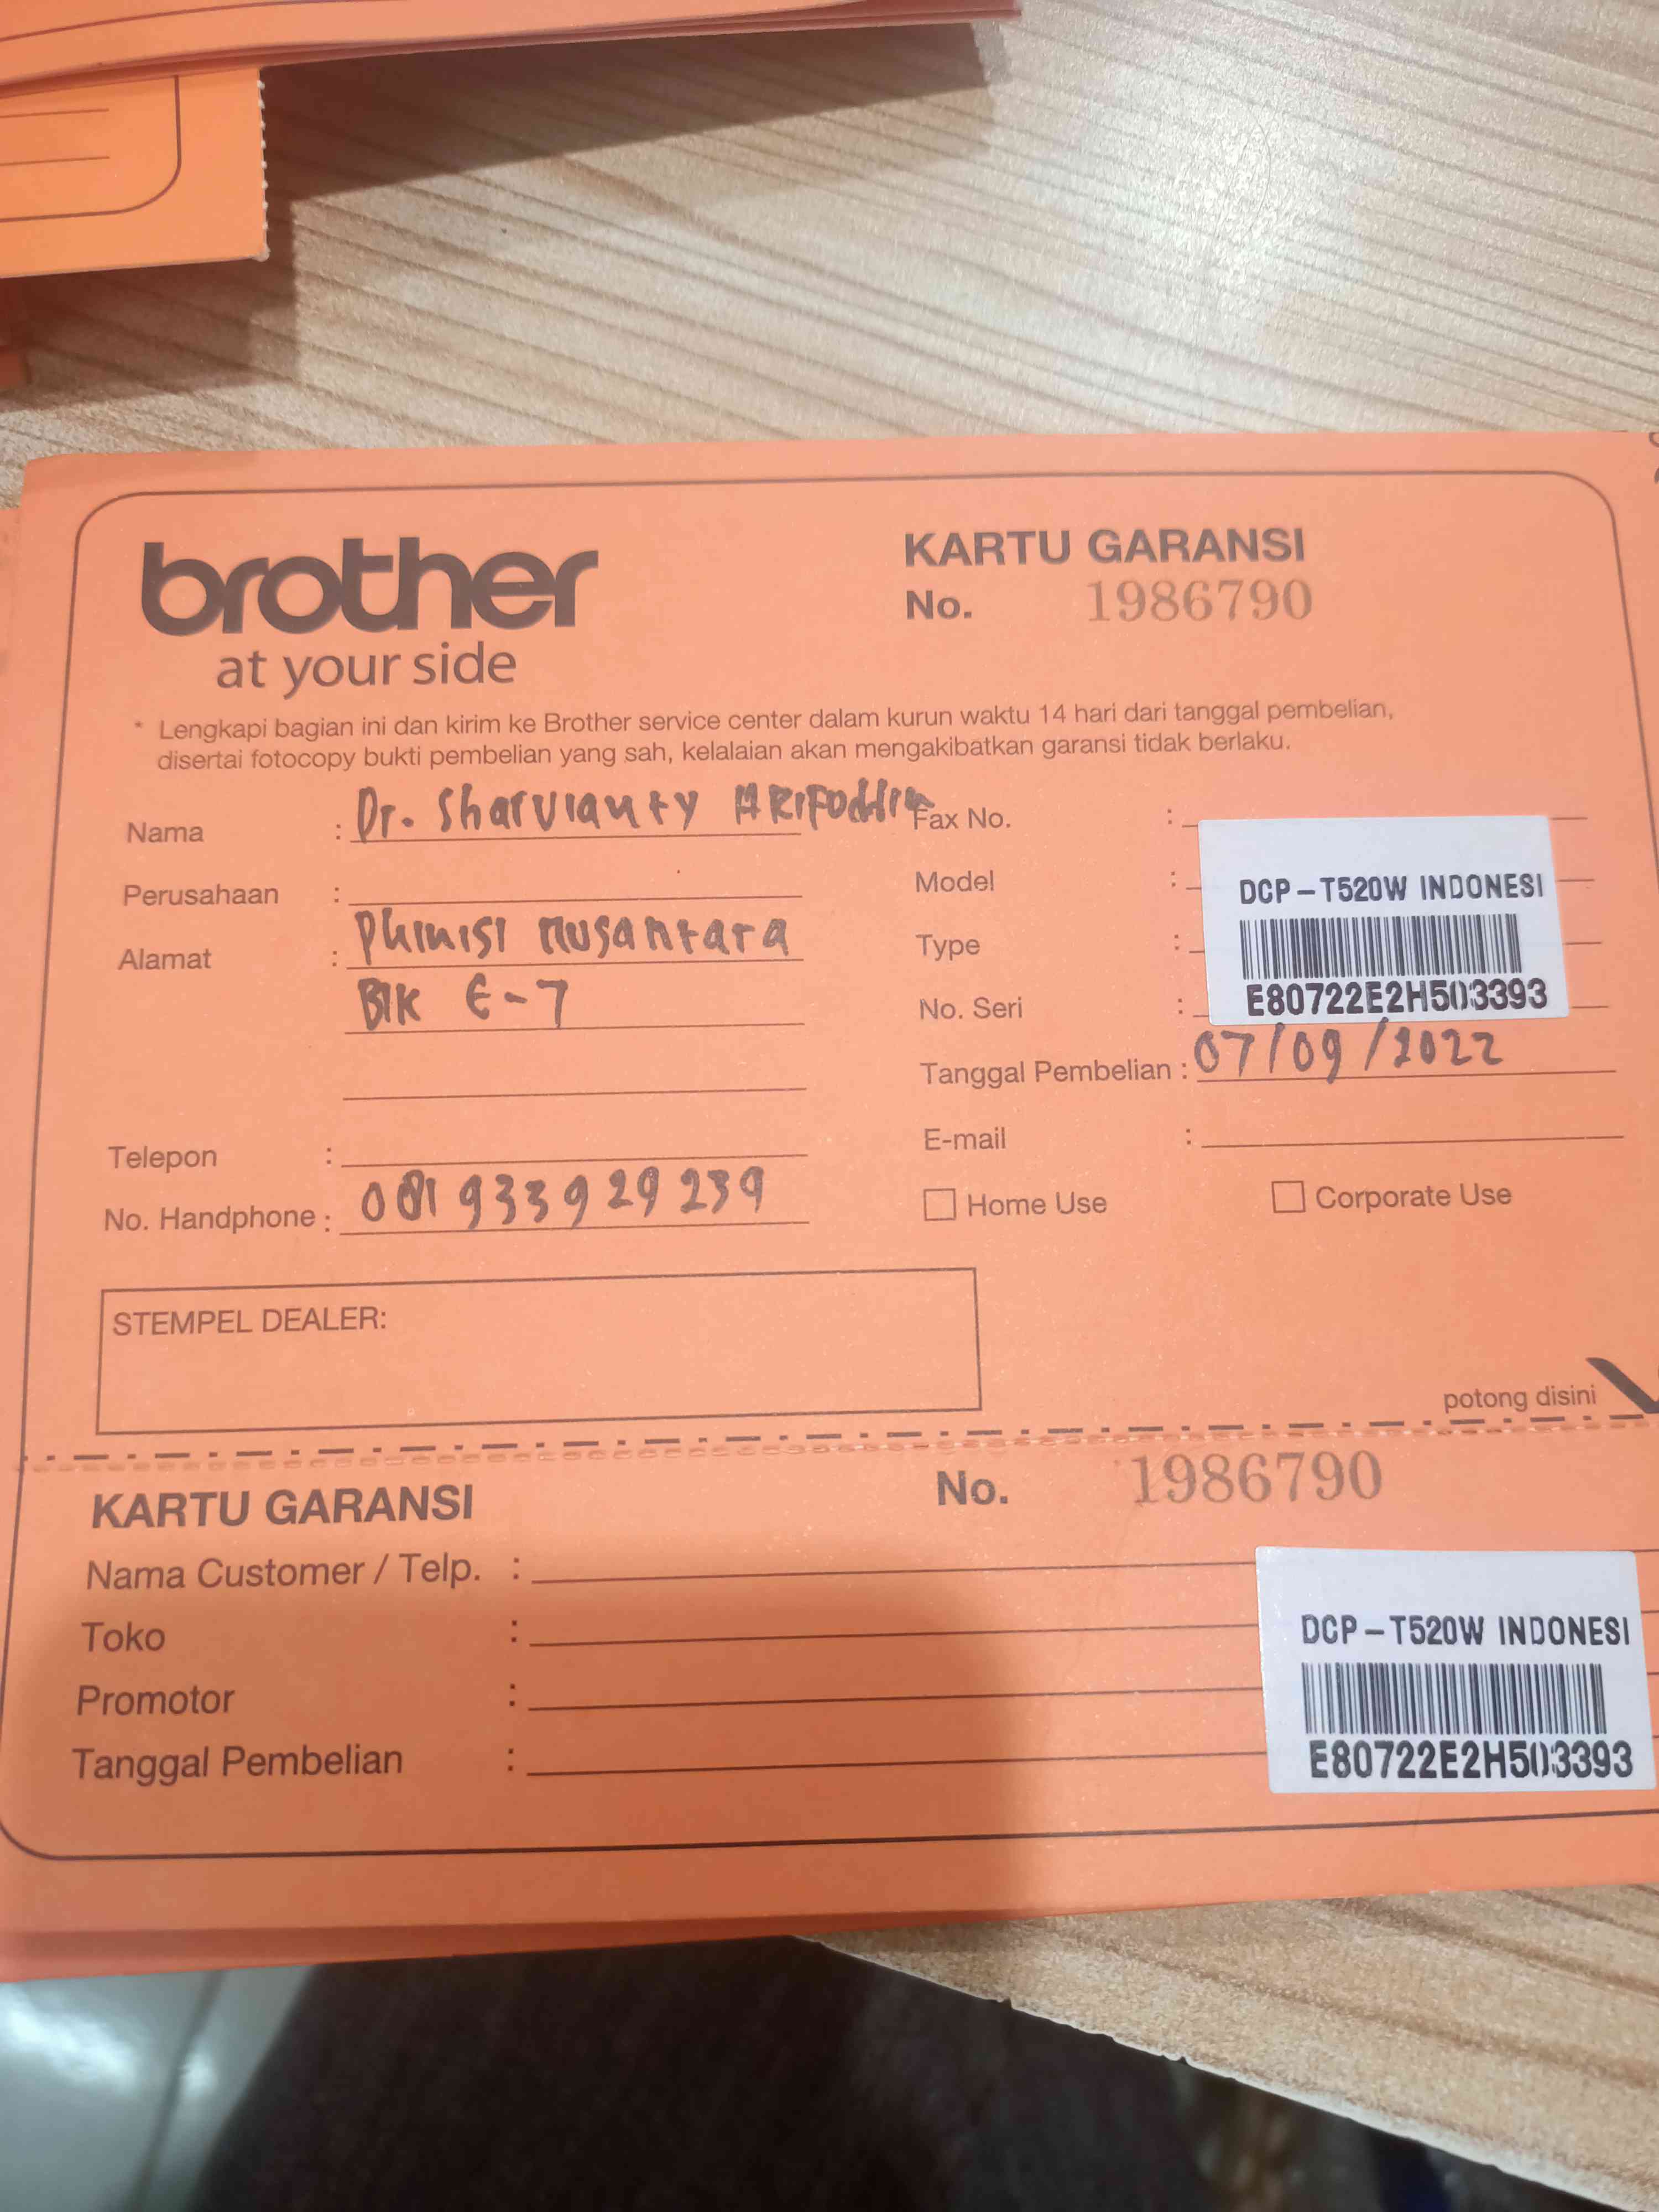 brother
at your side
KARTU GARANSI
No. 1986790
* Lengkapi bagian ini dan kirim ke Brother service center dalam kurun waktu 14 hari dari tanggal pembelian,
disertai fotocopy bukti pembelian yang sah, kelalaian akan mengakibatkan garansi tidak berlaku.
Nama : Dr. Sharvianty ARIFoddin
Perusahaan :
Alamat : Phinisi Nusantara
Blk E-7
Telepon :
No. Handphone : 081933929239
Fax No. :
Model : DCP-T520W INDONESI
Type :
No. Seri : E80722E2H503393
Tanggal Pembelian : 07/09/2022
E-mail :
Home Use Corporate Use
STEMPEL DEALER:
potong disini
KARTU GARANSI No. 1986790
Nama Customer / Telp. :
Toko :
Promotor :
Tanggal Pembelian :
DCP-T520W INDONESI
E80722E2H503393